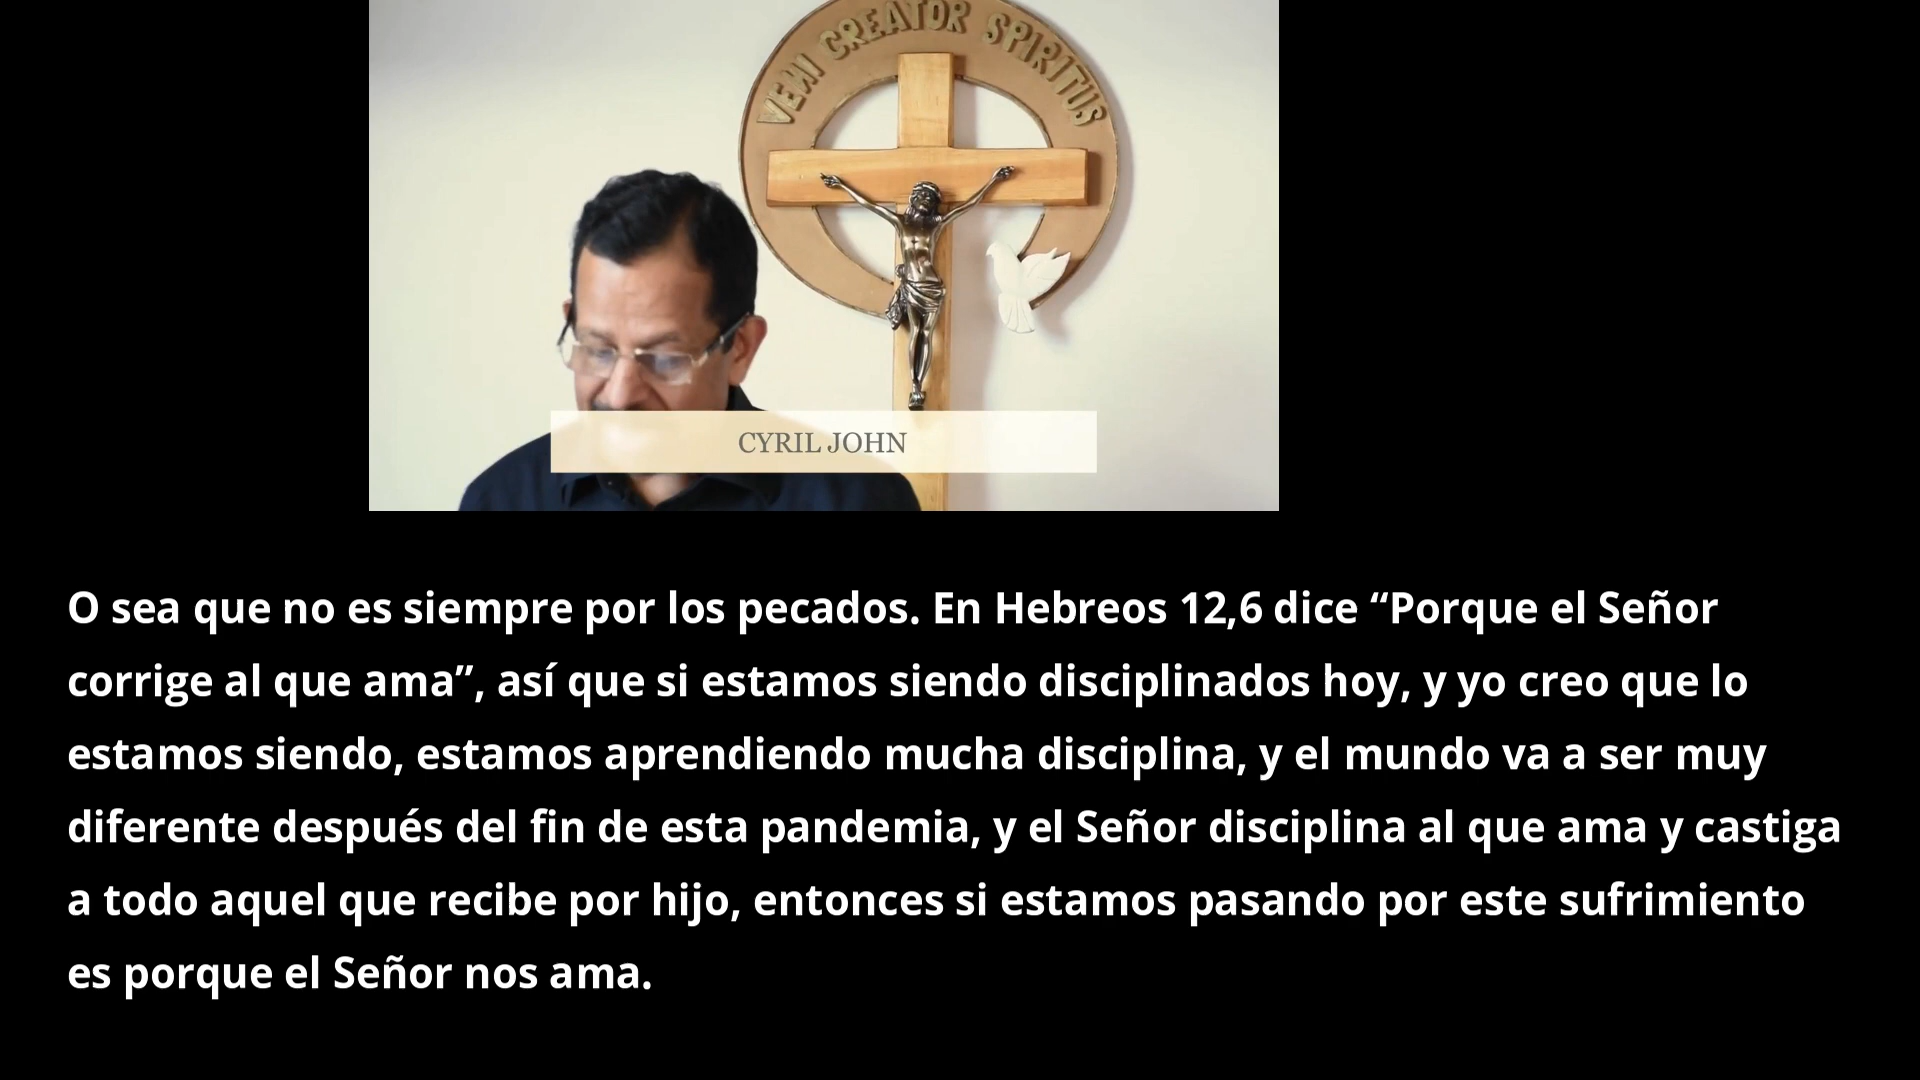 VENI CREATOR SPIRITUS
CYRIL JOHN
O sea que no es siempre por los pecados. En Hebreos 12,6 dice “Porque el Señor
corrige al que ama”, así que si estamos siendo disciplinados hoy, y yo creo que lo
estamos siendo, estamos aprendiendo mucha disciplina, y el mundo va a ser muy
diferente después del fin de esta pandemia, y el Señor disciplina al que ama y castiga
a todo aquel que recibe por hijo, entonces si estamos pasando por este sufrimiento
es porque el Señor nos ama.